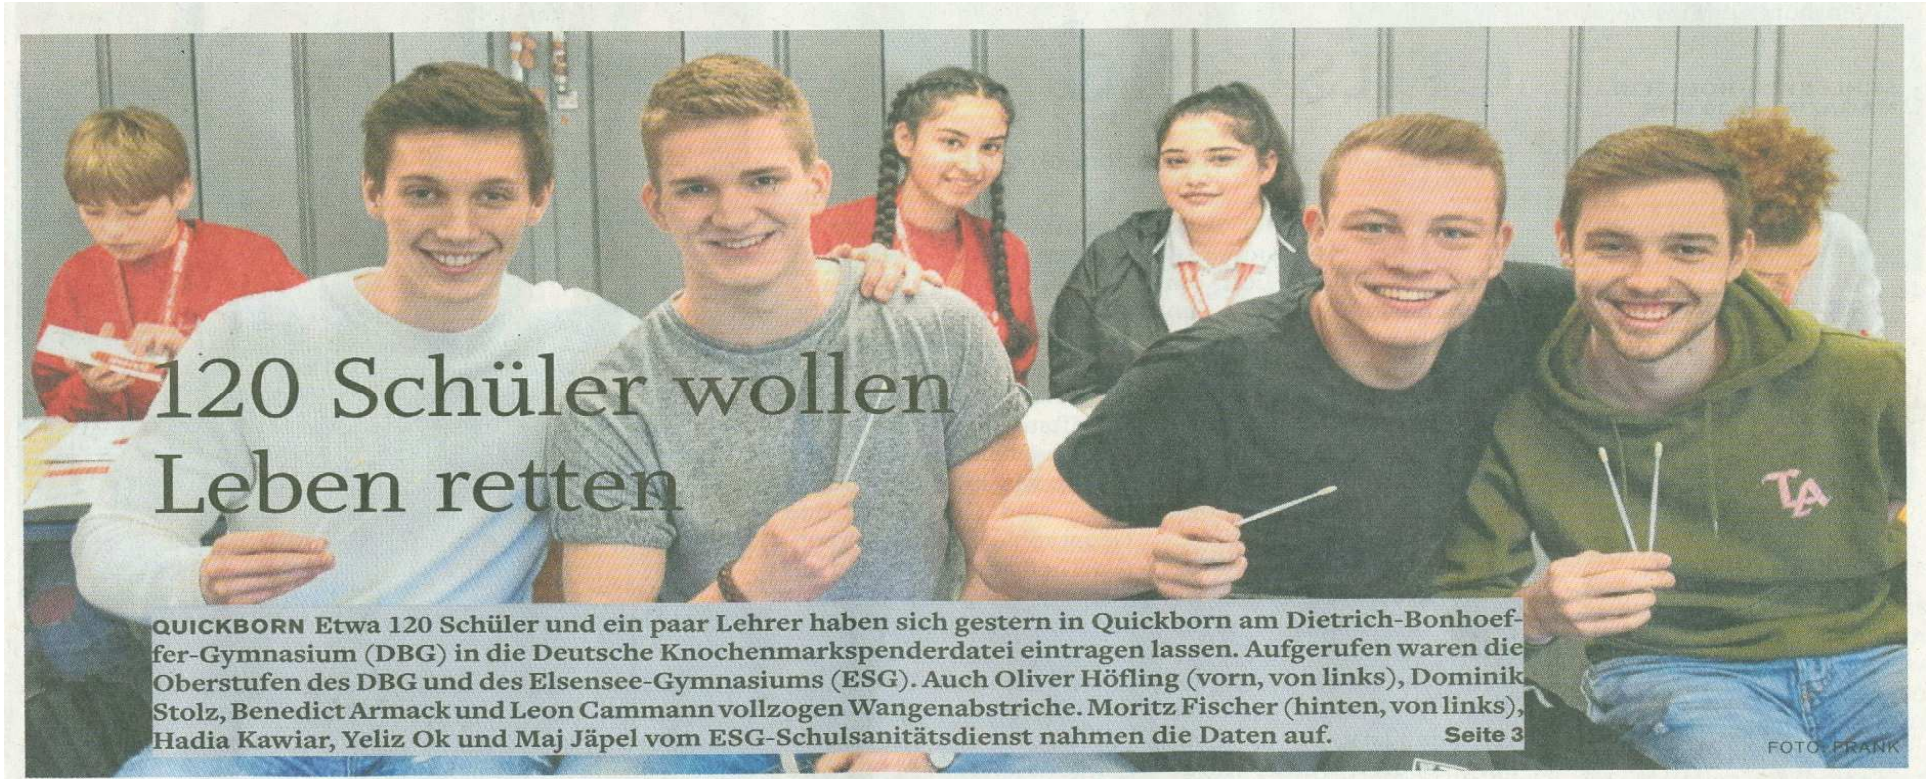 120 Schüler wollen
Leben retten
QUICKBORN Etwa 120 Schüler und ein paar Lehrer haben sich gestern in Quickborn am Dietrich-Bonhoef-
fer-Gymnasium (DBG) in die Deutsche Knochenmarkspenderdatei eintragen lassen. Aufgerufen waren die
Oberstufen des DBG und des Elsensee-Gymnasiums (ESG). Auch Oliver Höfling (vorn, von links), Dominik
Stolz, Benedict Armack und Leon Cammann vollzogen Wangenabstriche. Moritz Fischer (hinten, von links),
Hadia Kawiar, Yeliz Ok und Maj Jäpel vom ESG-Schulsanitätsdienst nahmen die Daten auf. Seite 3
FOTO: PRANK
LA